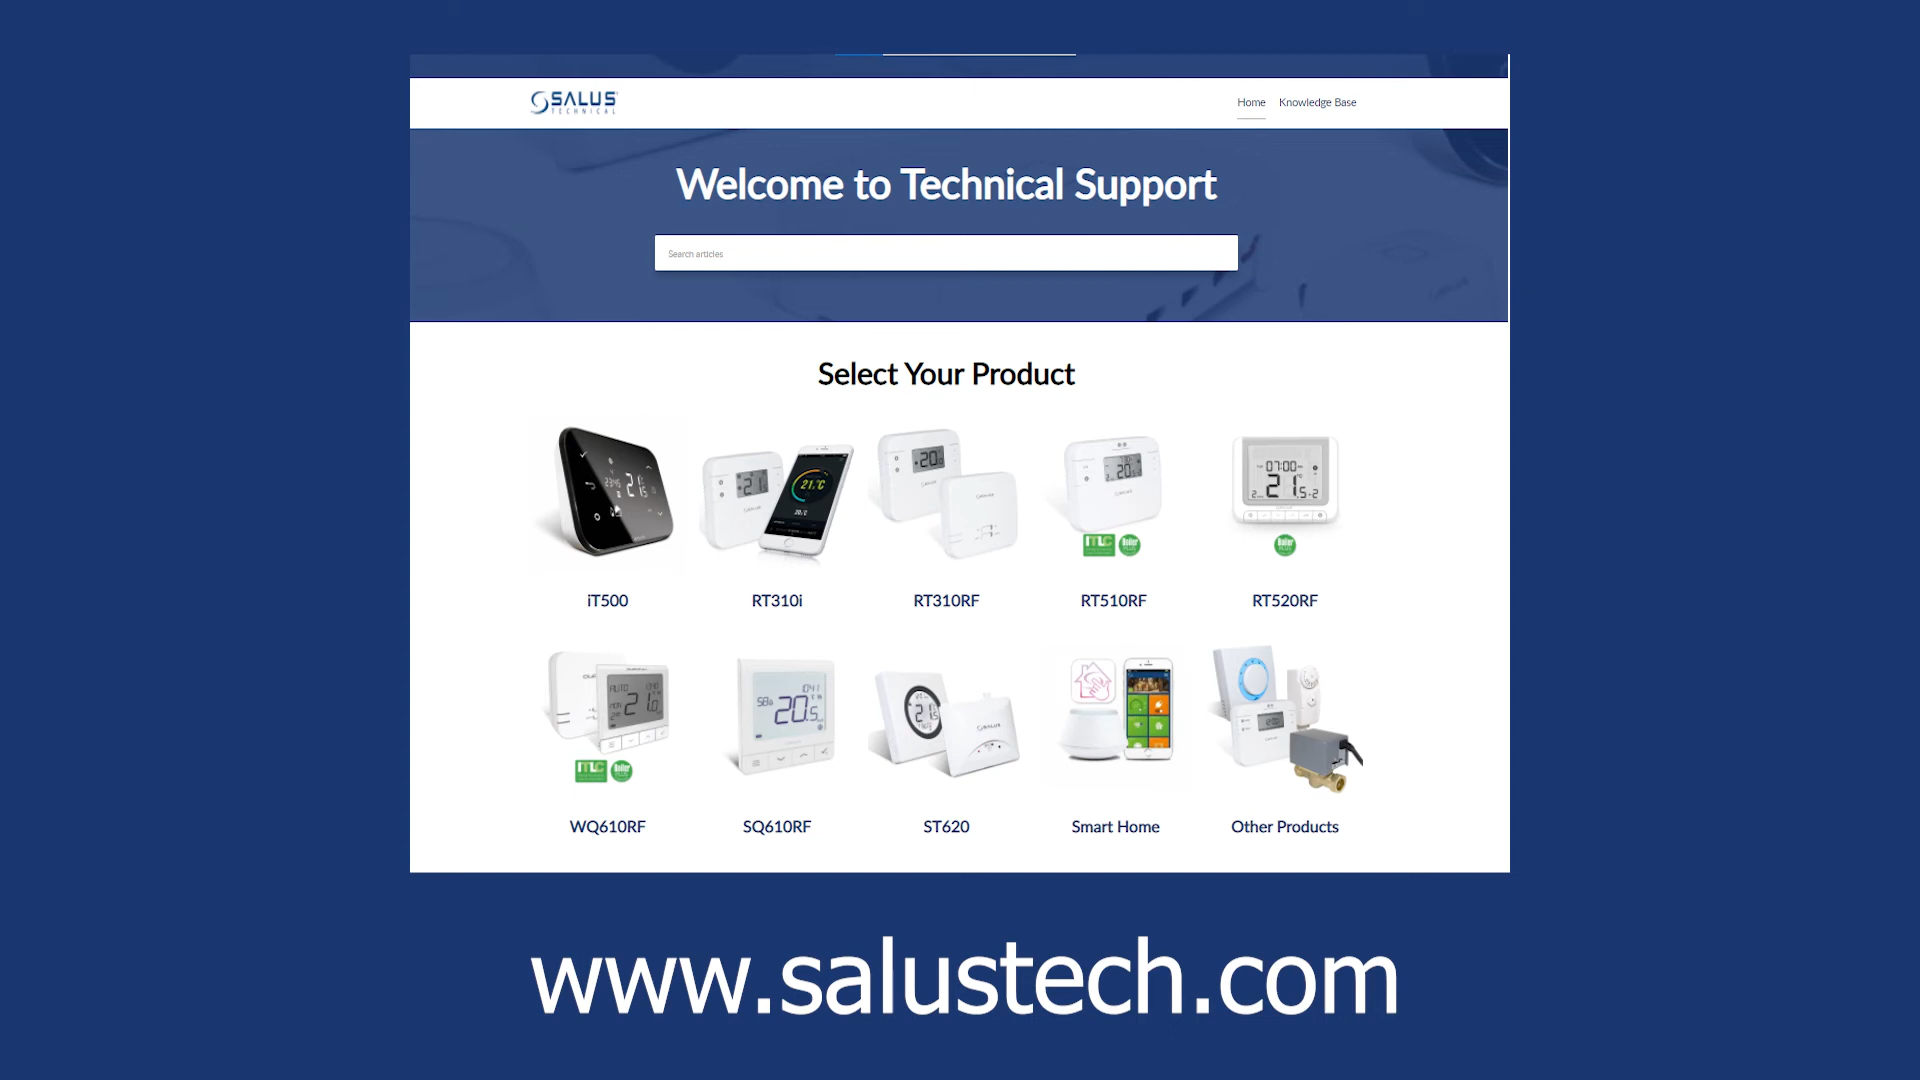 SALUS
TECHNICAL
Home Knowledge Base
Welcome to Technical Support
Search articles
Select Your Product
iT500 RT310i RT310RF RT510RF RT520RF
WQ610RF SQ610RF ST620 Smart Home Other Products
www.salustech.com